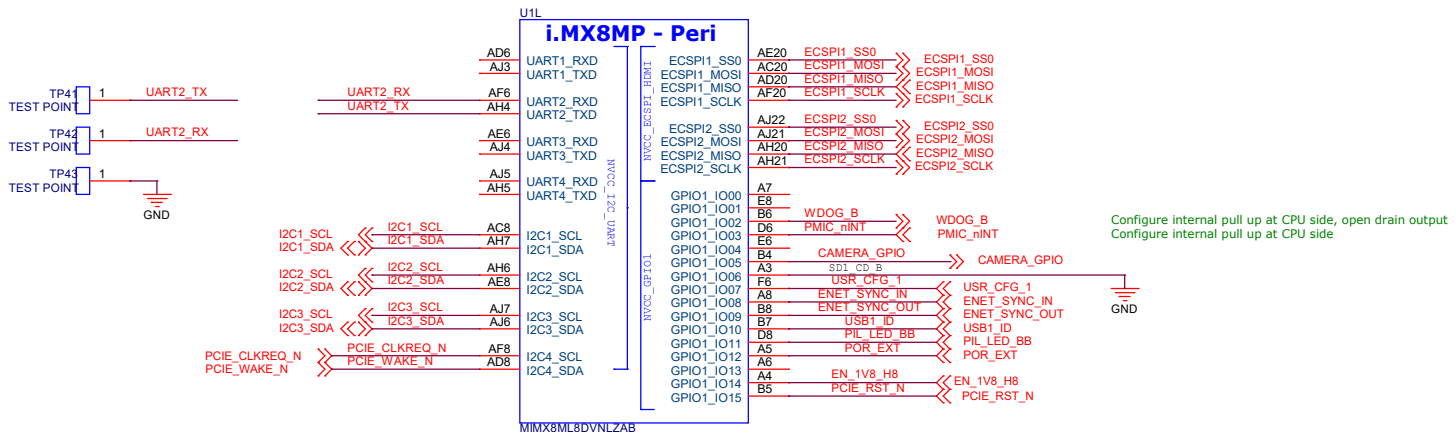 U1L
i.MX8MP - Peri
AD6 UART1_RXD
AJ3 UART1_TXD
TP41 1 UART2_TX
TEST POINT
UART2_RX AF6 UART2_RXD
UART2_TX AH4 UART2_TXD
TP42 1 UART2_RX
TEST POINT
AE6 UART3_RXD
AJ4 UART3_TXD
TP43 1
TEST POINT
GND
AJ5 UART4_RXD
AH5 UART4_TXD
I2C1_SCL I2C1_SCL AC8 I2C1_SCL
I2C1_SDA I2C1_SDA AH7 I2C1_SDA
I2C2_SCL I2C2_SCL AH6 I2C2_SCL
I2C2_SDA I2C2_SDA AE8 I2C2_SDA
I2C3_SCL I2C3_SCL AJ7 I2C3_SCL
I2C3_SDA I2C3_SDA AJ6 I2C3_SDA
PCIE_CLKREQ_N PCIE_CLKREQ_N AF8 I2C4_SCL
PCIE_WAKE_N PCIE_WAKE_N AD8 I2C4_SDA
NVCC_I2C_UART
NVCC_ECSPI_HDMI
NVCC_GPIO1
ECSPI1_SS0 AE20 ECSPI1_SS0 ECSPI1_SS0
ECSPI1_MOSI AC20 ECSPI1_MOSI ECSPI1_MOSI
ECSPI1_MISO AD20 ECSPI1_MISO ECSPI1_MISO
ECSPI1_SCLK AF20 ECSPI1_SCLK ECSPI1_SCLK
ECSPI2_SS0 AJ22 ECSPI2_SS0 ECSPI2_SS0
ECSPI2_MOSI AJ21 ECSPI2_MOSI ECSPI2_MOSI
ECSPI2_MISO AH20 ECSPI2_MISO ECSPI2_MISO
ECSPI2_SCLK AH21 ECSPI2_SCLK ECSPI2_SCLK
GPIO1_IO00 A7
GPIO1_IO01 E8
GPIO1_IO02 B6 WDOG_B WDOG_B Configure internal pull up at CPU side, open drain output
GPIO1_IO03 D6 PMIC_nINT PMIC_nINT Configure internal pull up at CPU side
GPIO1_IO04 E6
GPIO1_IO05 B4 CAMERA_GPIO CAMERA_GPIO
GPIO1_IO06 A3 SD1_CD_B
GND
GPIO1_IO07 F6 USR_CFG_1 USR_CFG_1
GPIO1_IO08 A8 ENET_SYNC_IN ENET_SYNC_IN
GPIO1_IO09 B8 ENET_SYNC_OUT ENET_SYNC_OUT
GPIO1_IO10 B7 USB1_ID USB1_ID
GPIO1_IO11 D8 PIL_LED_BB PIL_LED_BB
GPIO1_IO12 A5 POR_EXT POR_EXT
GPIO1_IO13 A6
GPIO1_IO14 A4 EN_1V8_H8 EN_1V8_H8
GPIO1_IO15 B5 PCIE_RST_N PCIE_RST_N
MIMX8ML8DVNLZAB